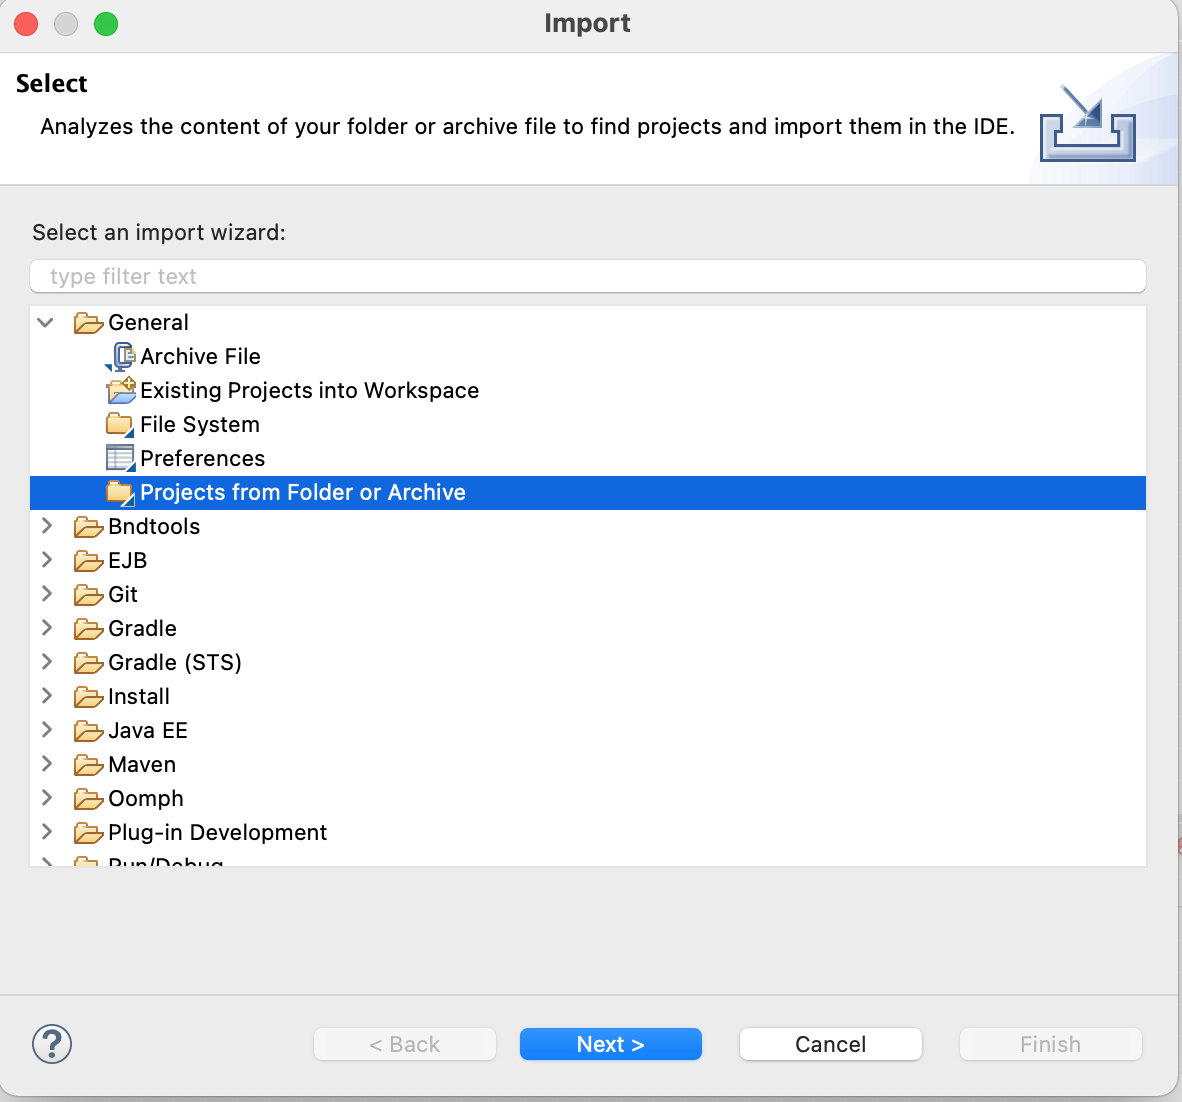 Import
Select
Analyzes the content of your folder or archive file to find projects and import them in the IDE.
Select an import wizard:
type filter text
General
Archive File
Existing Projects into Workspace
File System
Preferences
Projects from Folder or Archive
Bndtools
EJB
Git
Gradle
Gradle (STS)
Install
Java EE
Maven
Oomph
Plug-in Development
Run/Debug
? < Back Next > Cancel Finish